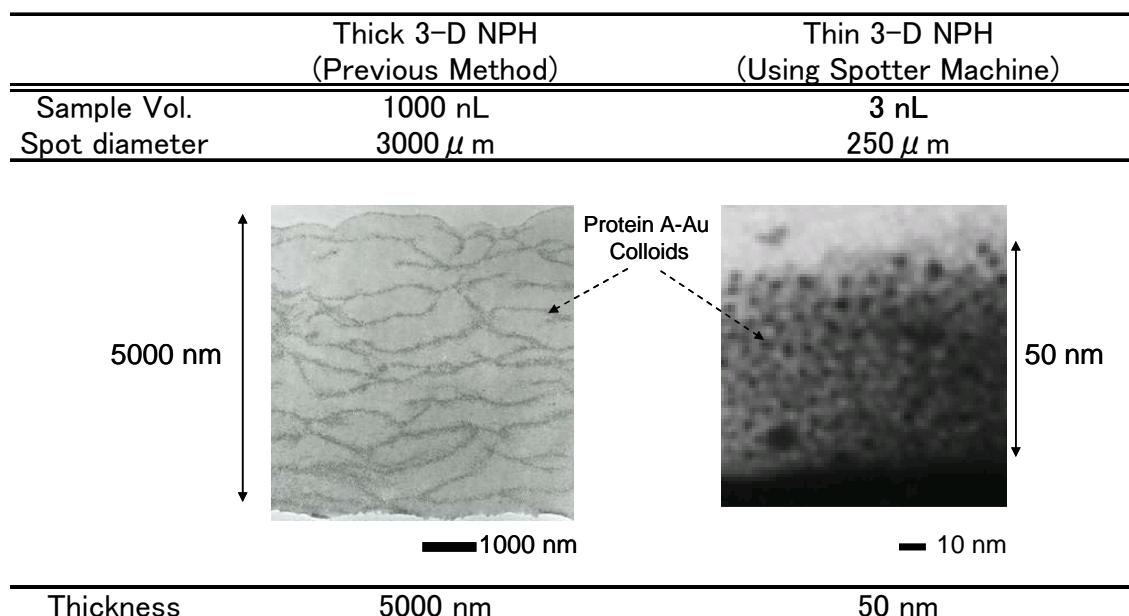 Thick 3-D NPH Thin 3-D NPH
(Previous Method) (Using Spotter Machine)
Sample Vol. 1000 nL 3 nL
Spot diameter 3000 μm 250 μm
Protein A-Au
Colloids
5000 nm
50 nm
1000 nm
10 nm
Thickness 5000 nm 50 nm